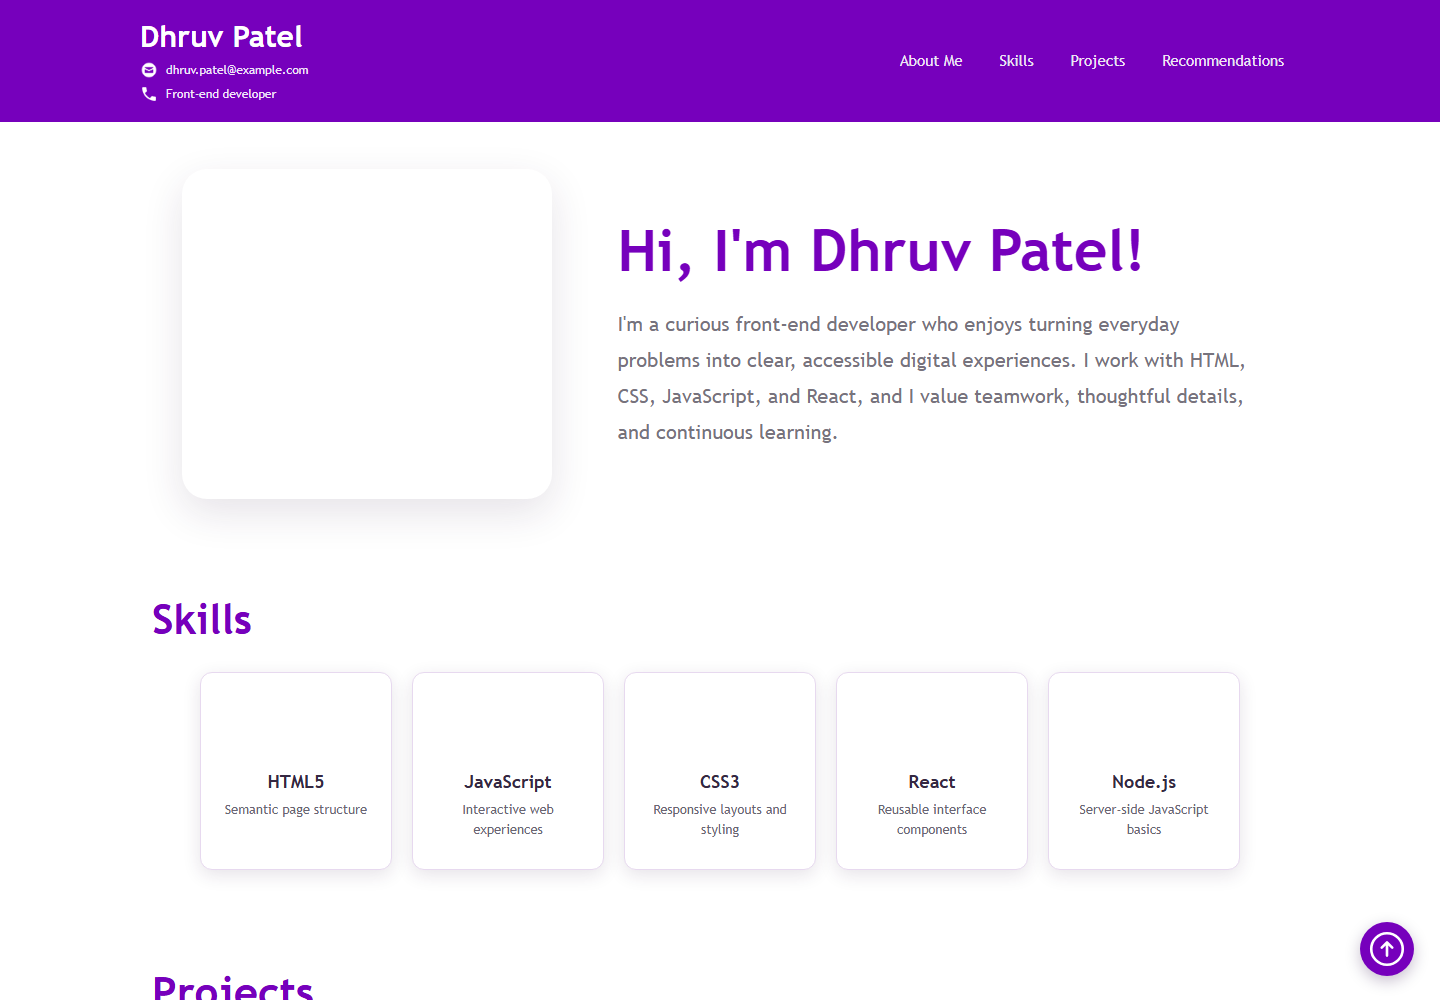 Dhruv Patel
dhruv.patel@example.com
Front-end developer
About Me
Skills
Projects
Recommendations
Hi, I'm Dhruv Patel!
I'm a curious front-end developer who enjoys turning everyday
problems into clear, accessible digital experiences. I work with HTML,
CSS, JavaScript, and React, and I value teamwork, thoughtful details,
and continuous learning.
Skills
HTML5
Semantic page structure
JavaScript
Interactive web
experiences
CSS3
Responsive layouts and
styling
React
Reusable interface
components
Node.js
Server-side JavaScript
basics
Projects